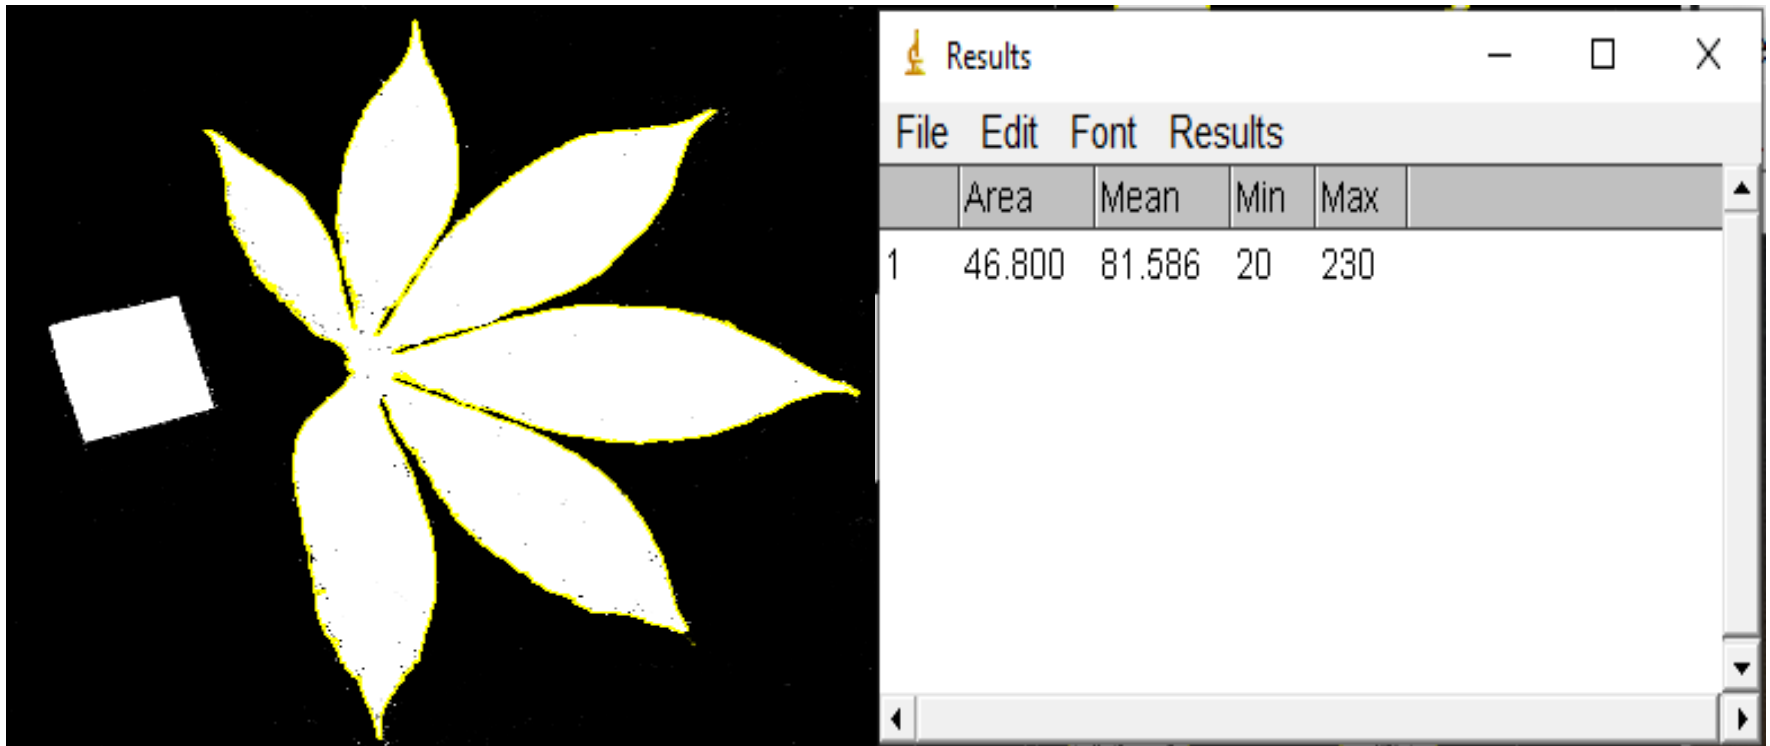 Results
File Edit Font Results
Area Mean Min Max
1 46.800 81.586 20 230